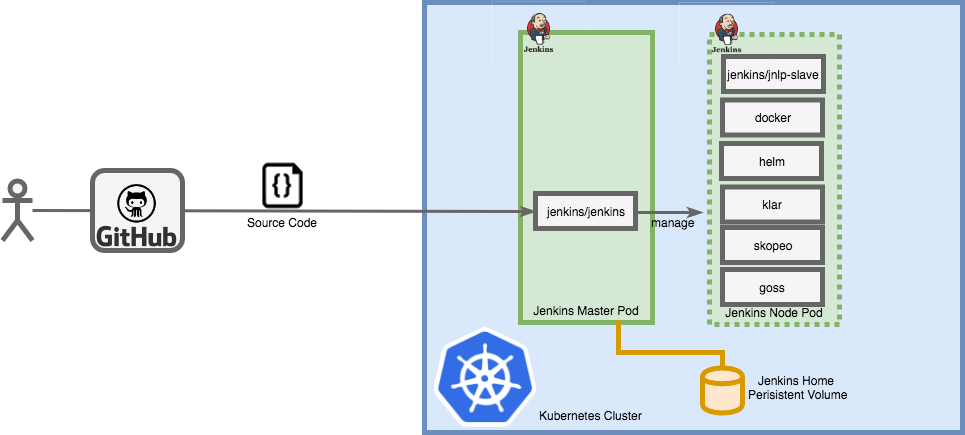 GitHub
Source Code
Jenkins
jenkins/jenkins
Jenkins Master Pod
manage
Jenkins
jenkins/jnlp-slave
docker
helm
klar
skopeo
goss
Jenkins Node Pod
Jenkins Home
Perisistent Volume
Kubernetes Cluster